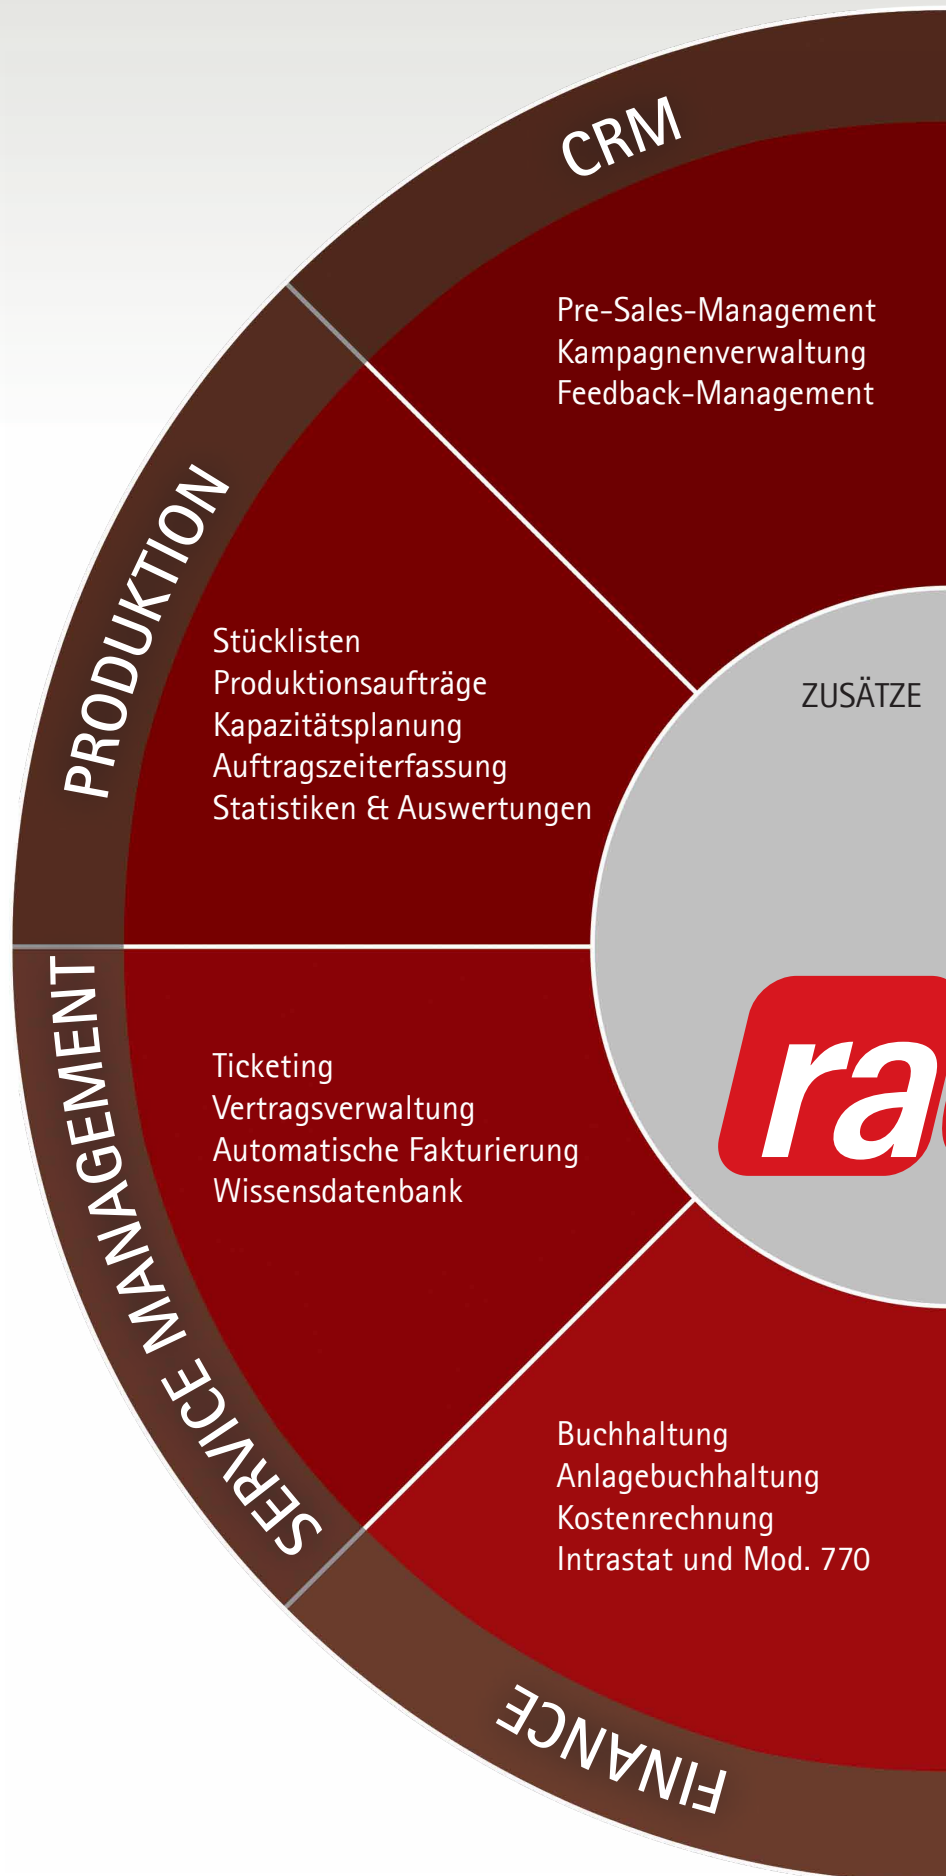 CRM
Pre-Sales-Management
Kampagnenverwaltung
Feedback-Management
PRODUKTION
Stücklisten
Produktionsaufträge
Kapazitätsplanung
Auftragszeiterfassung
Statistiken & Auswertungen
ZUSÄTZE
ra
SERVICE MANAGEMENT
Ticketing
Vertragsverwaltung
Automatische Fakturierung
Wissensdatenbank
Buchhaltung
Anlagebuchhaltung
Kostenrechnung
Intrastat und Mod. 770
FINANCE